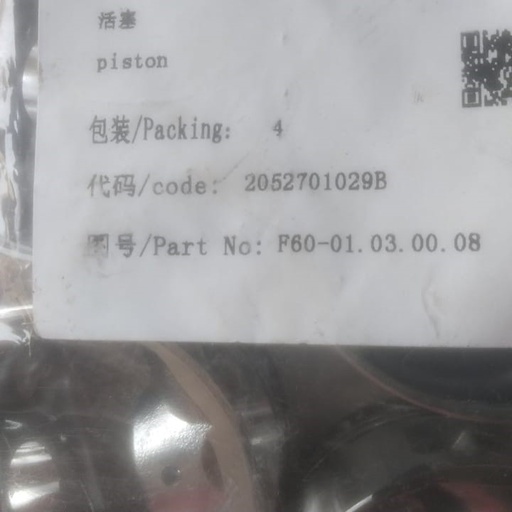 活塞
piston
包装/Packing: 4
代码/code: 2052701029B
图号/Part No: F60-01.03.00.08